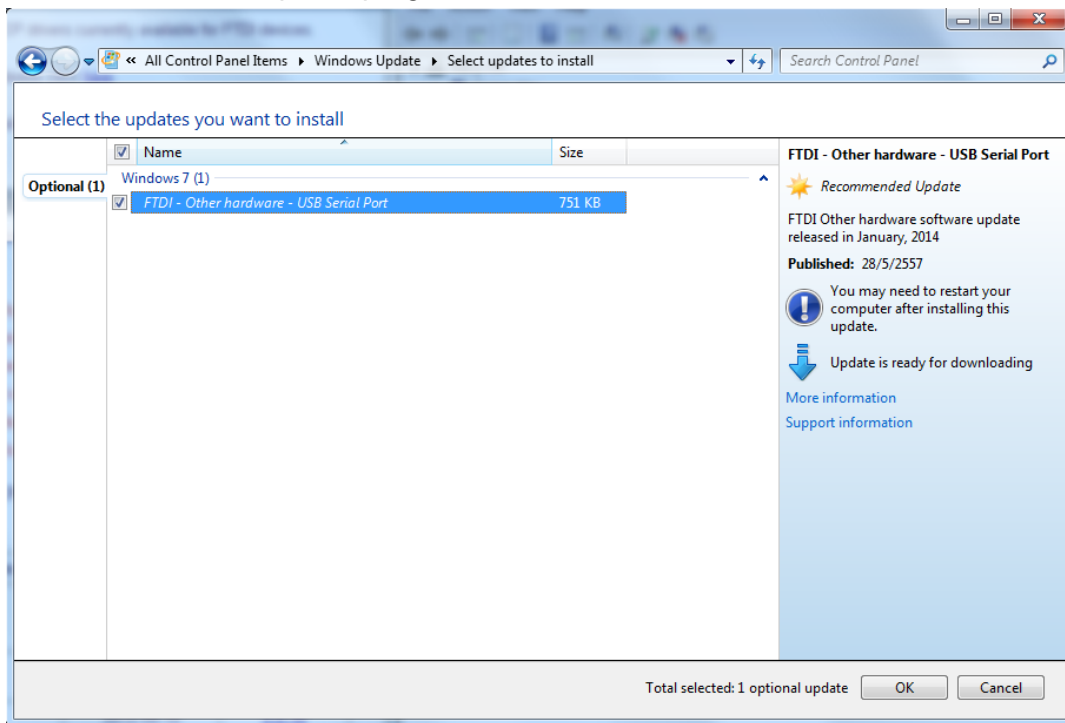 « All Control Panel Items ▸ Windows Update ▸ Select updates to install
Search Control Panel
Select the updates you want to install
Name Size
Optional (1)
Windows 7 (1)
FTDI - Other hardware - USB Serial Port 751 KB
FTDI - Other hardware - USB Serial Port
Recommended Update
FTDI Other hardware software update
released in January, 2014
Published: 28/5/2557
You may need to restart your
computer after installing this
update.
Update is ready for downloading
More information
Support information
Total selected: 1 optional update OK Cancel